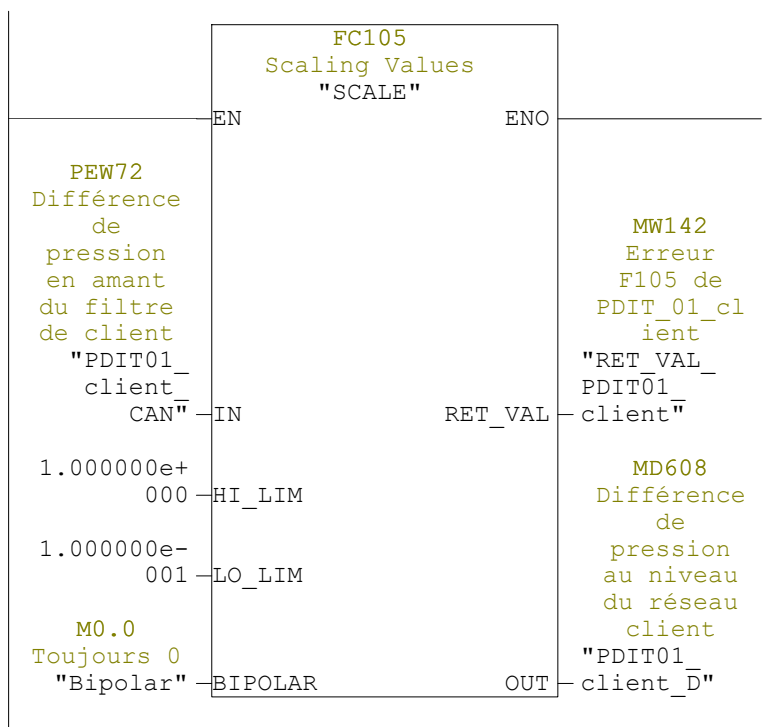 FC105
Scaling Values
"SCALE"
EN
ENO
PEW72
Différence
de
pression
en amant
du filtre
de client
"PDIT01_
client_
CAN"
IN
MW142
Erreur
F105 de
PDIT_01_cl
ient
"RET_VAL_
PDIT01_
client"
RET_VAL
1.000000e+
000
HI_LIM
1.000000e-
001
LO_LIM
MD608
Différence
de
pression
au niveau
du réseau
client
"PDIT01_
client_D"
OUT
M0.0
Toujours 0
"Bipolar"
BIPOLAR